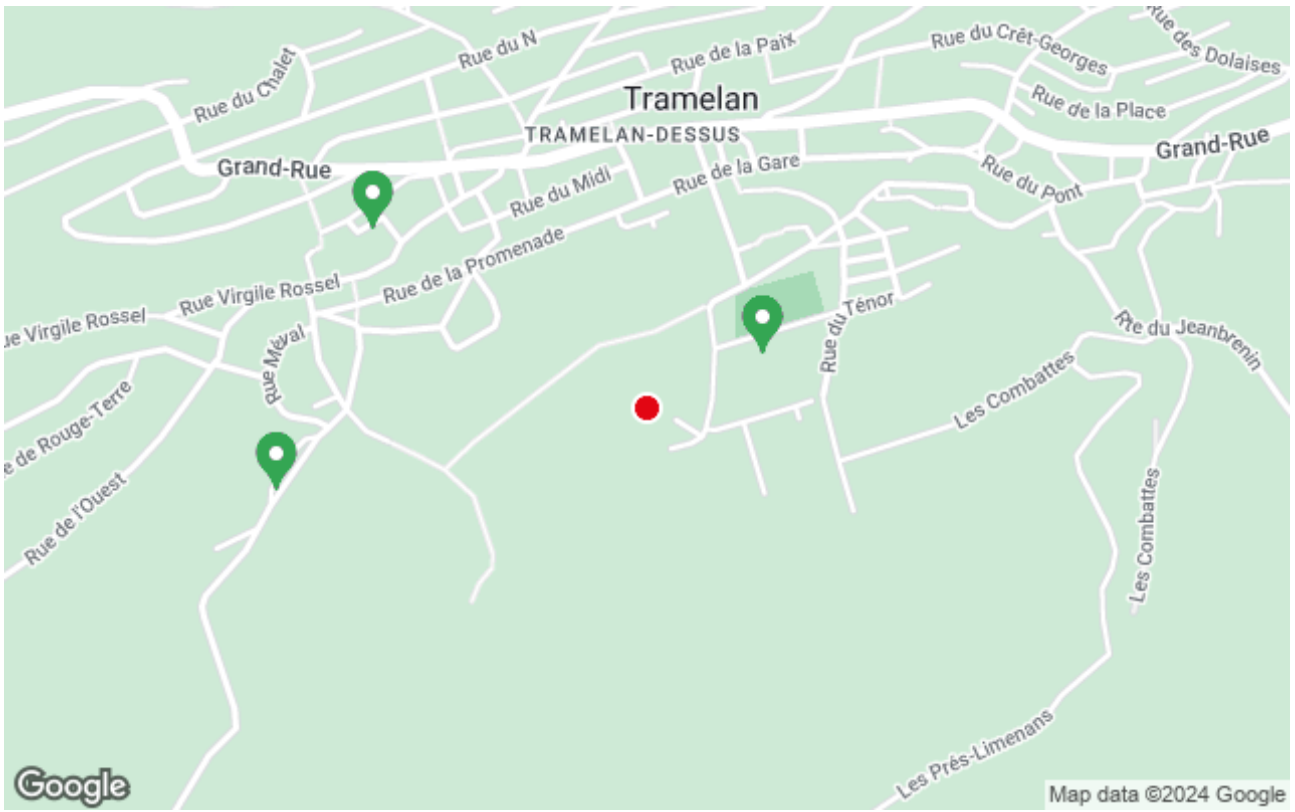 Rue du N
Rue de la Paix
Rue du Crêt-Georges
Rue des Dolaises
Rue du Chalet
Tramelan
Rue de la Place
TRAMELAN-DESSUS
Grand-Rue
Grand-Rue
Rue de la Gare
Rue du Midi
Rue du Pont
Rue de la Promenade
Rue Virgile Rossel
ue Virgile Rossel
Rue du Ténor
Rte du Jeanbrenin
Rue Méval
Les Combattes
e de Rouge-Terre
Rue de l'Ouest
Les Combattes
Les Prés-Limenans
Google
Map data ©2024 Google